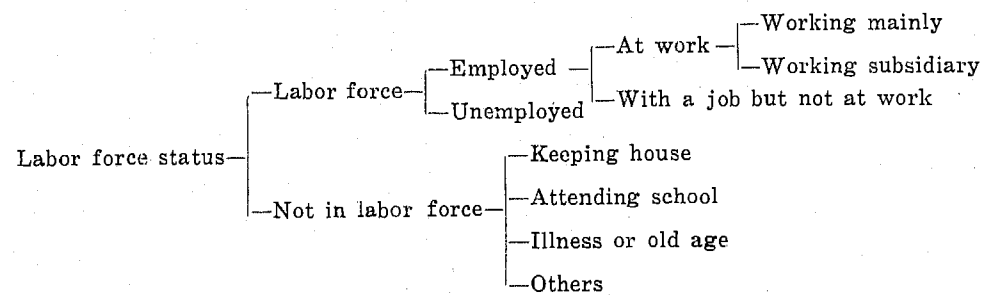 Working mainly
At work
Working subsidiary
Employed
With a job but not at work
Labor force
Unemployed
Labor force status
Keeping house
Not in labor force
Attending school
Illness or old age
Others